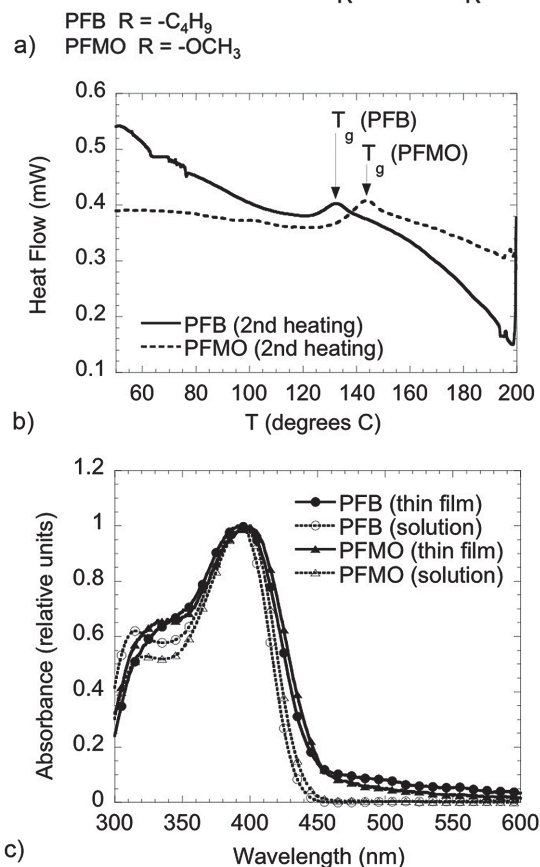 R R
PFB R = -C4H9
a) PFMO R = -OCH3
0.6
0.5
0.4
0.3
0.2
0.1
Heat Flow (mW)
Tg (PFB)
Tg (PFMO)
PFB (2nd heating)
PFMO (2nd heating)
60 80 100 120 140 160 180 200
b) T (degrees C)
1.2
1
0.8
0.6
0.4
0.2
0
Absorbance (relative units)
PFB (thin film)
PFB (solution)
PFMO (thin film)
PFMO (solution)
300 350 400 450 500 550 600
c) Wavelength (nm)